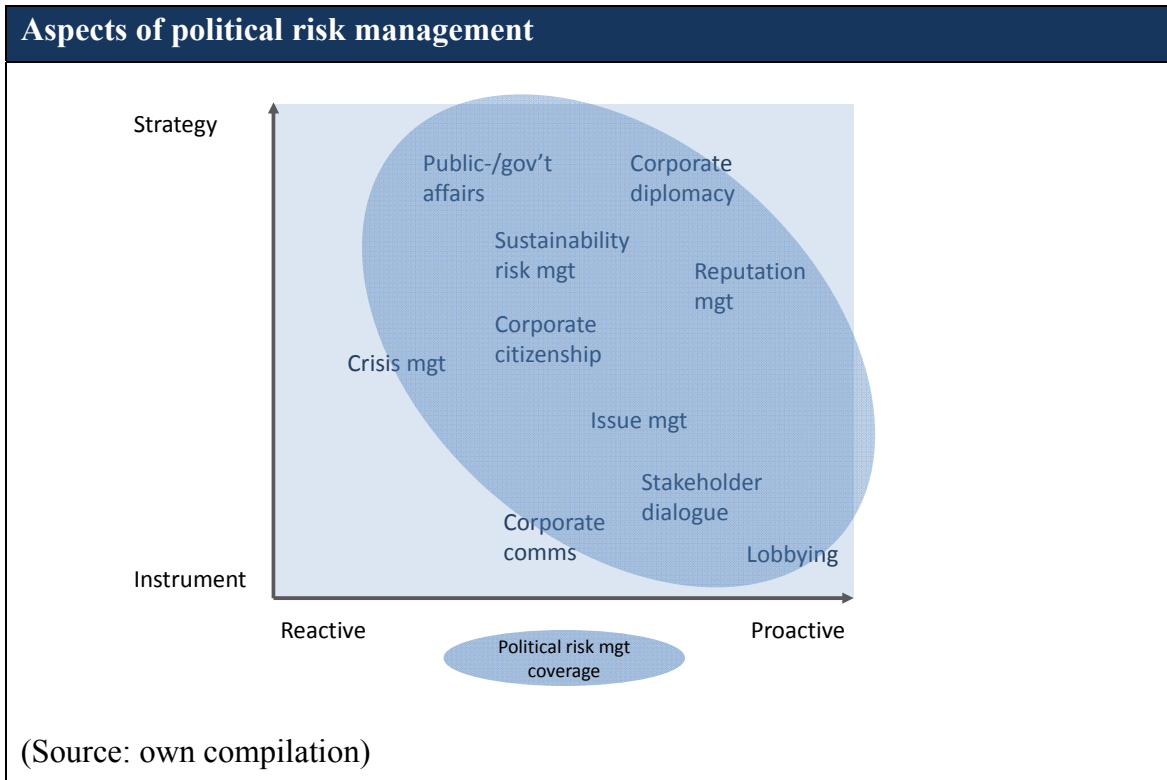 Aspects of political risk management
Strategy
Public-/gov't
affairs
Corporate
diplomacy
Sustainability
risk mgt
Reputation
mgt
Corporate
citizenship
Crisis mgt
Issue mgt
Stakeholder
dialogue
Corporate
comms
Lobbying
Instrument
Reactive
Proactive
Political risk mgt
coverage
(Source: own compilation)